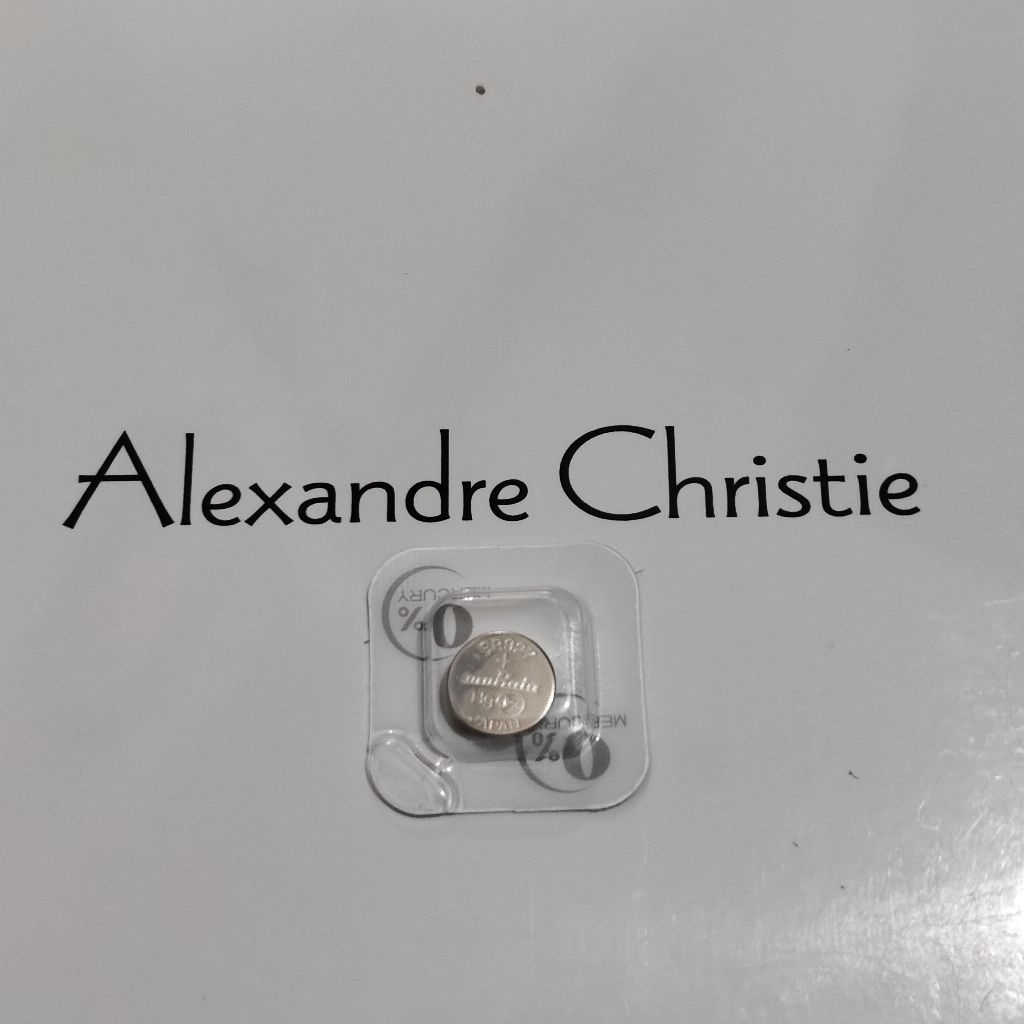 Alexandre Christie
MERCURY
0%
+
muRata
JAPAN
MERCURY
0%